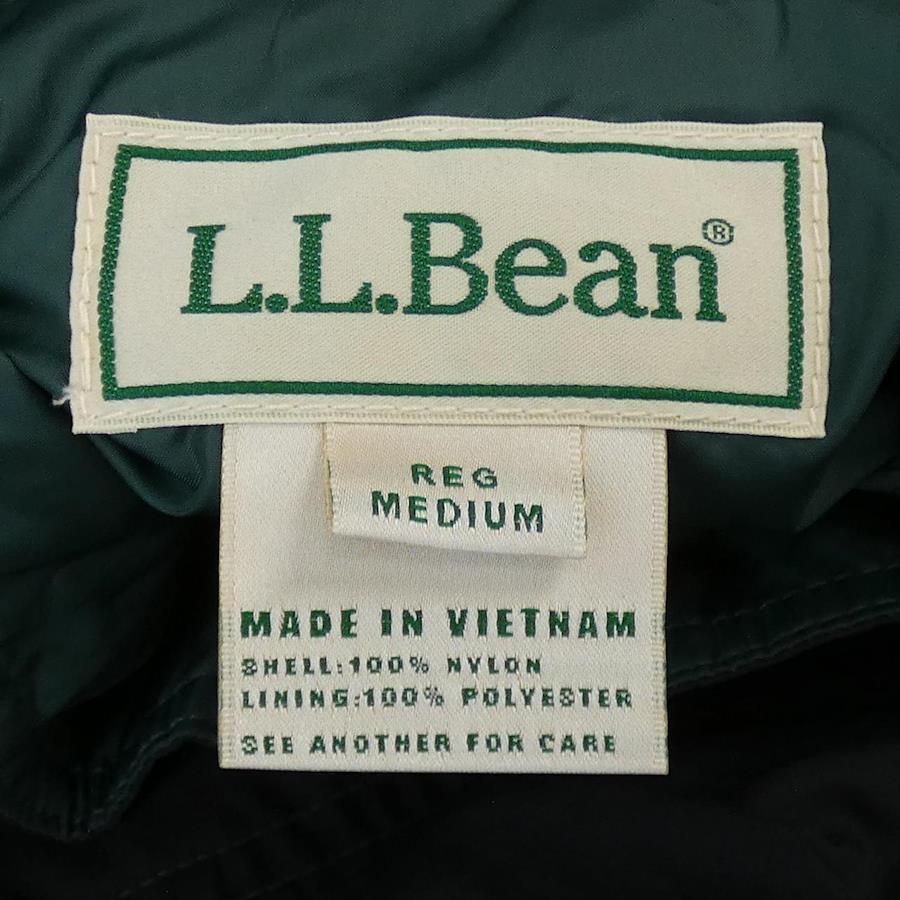 L.L.Bean®
REG
MEDIUM
MADE IN VIETNAM
SHELL:100% NYLON
LINING:100% POLYESTER
SEE ANOTHER FOR CARE